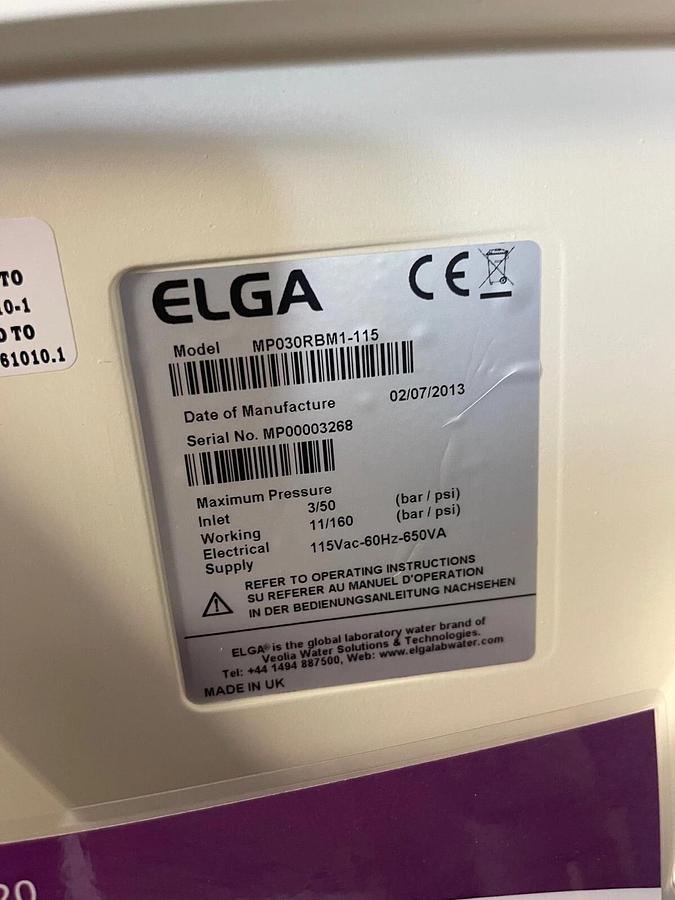 TO
10-1
TO
61010.1
ELGA
CE
Model MP030RBM1-115
Date of Manufacture 02/07/2013
Serial No. MP00003268
Maximum Pressure
Inlet 3/50 (bar / psi)
Working 11/160 (bar / psi)
Electrical 115Vac-60Hz-650VA
Supply
REFER TO OPERATING INSTRUCTIONS
SU REFERER AU MANUEL D'OPERATION
IN DER BEDIENUNGSANLEITUNG NACHSEHEN
ELGA® is the global laboratory water brand of
Veolia Water Solutions & Technologies.
Tel: +44 1494 887500, Web: www.elgalabwater.com
MADE IN UK
20